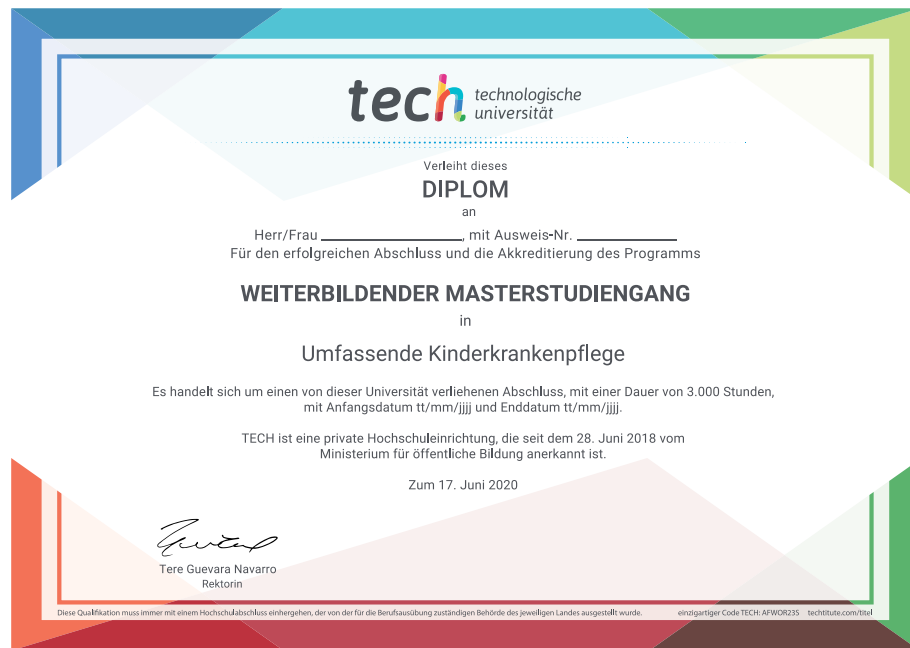 tech technologische
universität
Verleiht dieses
DIPLOM
an
Herr/Frau ____________________, mit Ausweis-Nr. ______________
Für den erfolgreichen Abschluss und die Akkreditierung des Programms
WEITERBILDENDER MASTERSTUDIENGANG
in
Umfassende Kinderkrankenpflege
Es handelt sich um einen von dieser Universität verliehenen Abschluss, mit einer Dauer von 3.000 Stunden,
mit Anfangsdatum tt/mm/jjjj und Enddatum tt/mm/jjjj.
TECH ist eine private Hochschuleinrichtung, die seit dem 28. Juni 2018 vom
Ministerium für öffentliche Bildung anerkannt ist.
Zum 17. Juni 2020
Tere Guevara Navarro
Rektorin
Diese Qualifikation muss immer mit einem Hochschulabschluss einhergehen, der von der für die Berufsausübung zuständigen Behörde des jeweiligen Landes ausgestellt wurde. einzigartiger Code TECH: AFWOR23S techtitute.com/titel